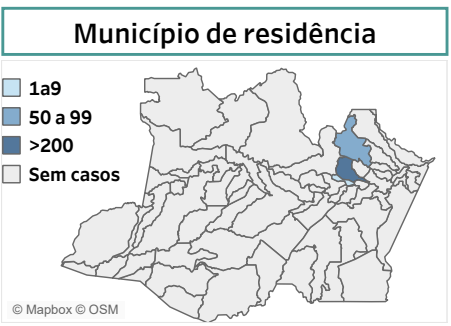 Município de residência
1a9
50 a 99
>200
Sem casos
© Mapbox © OSM